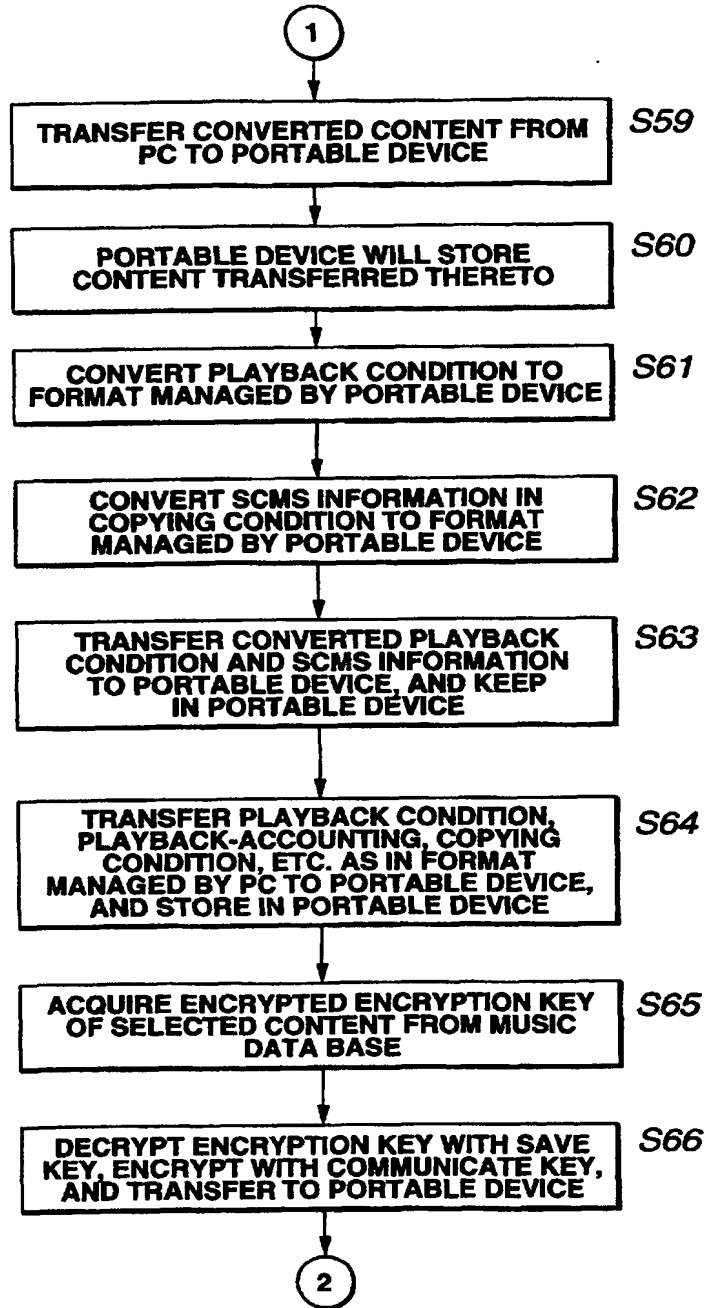 1
TRANSFER CONVERTED CONTENT FROM
PC TO PORTABLE DEVICE
S59
PORTABLE DEVICE WILL STORE
CONTENT TRANSFERRED THERETO
S60
CONVERT PLAYBACK CONDITION TO
FORMAT MANAGED BY PORTABLE DEVICE
S61
CONVERT SCMS INFORMATION IN
COPYING CONDITION TO FORMAT
MANAGED BY PORTABLE DEVICE
S62
TRANSFER CONVERTED PLAYBACK
CONDITION AND SCMS INFORMATION
TO PORTABLE DEVICE, AND KEEP
IN PORTABLE DEVICE
S63
TRANSFER PLAYBACK CONDITION,
PLAYBACK-ACCOUNTING, COPYING
CONDITION, ETC. AS IN FORMAT
MANAGED BY PC TO PORTABLE DEVICE,
AND STORE IN PORTABLE DEVICE
S64
ACQUIRE ENCRYPTED ENCRYPTION KEY
OF SELECTED CONTENT FROM MUSIC
DATA BASE
S65
DECRYPT ENCRYPTION KEY WITH SAVE
KEY, ENCRYPT WITH COMMUNICATE KEY,
AND TRANSFER TO PORTABLE DEVICE
S66
2